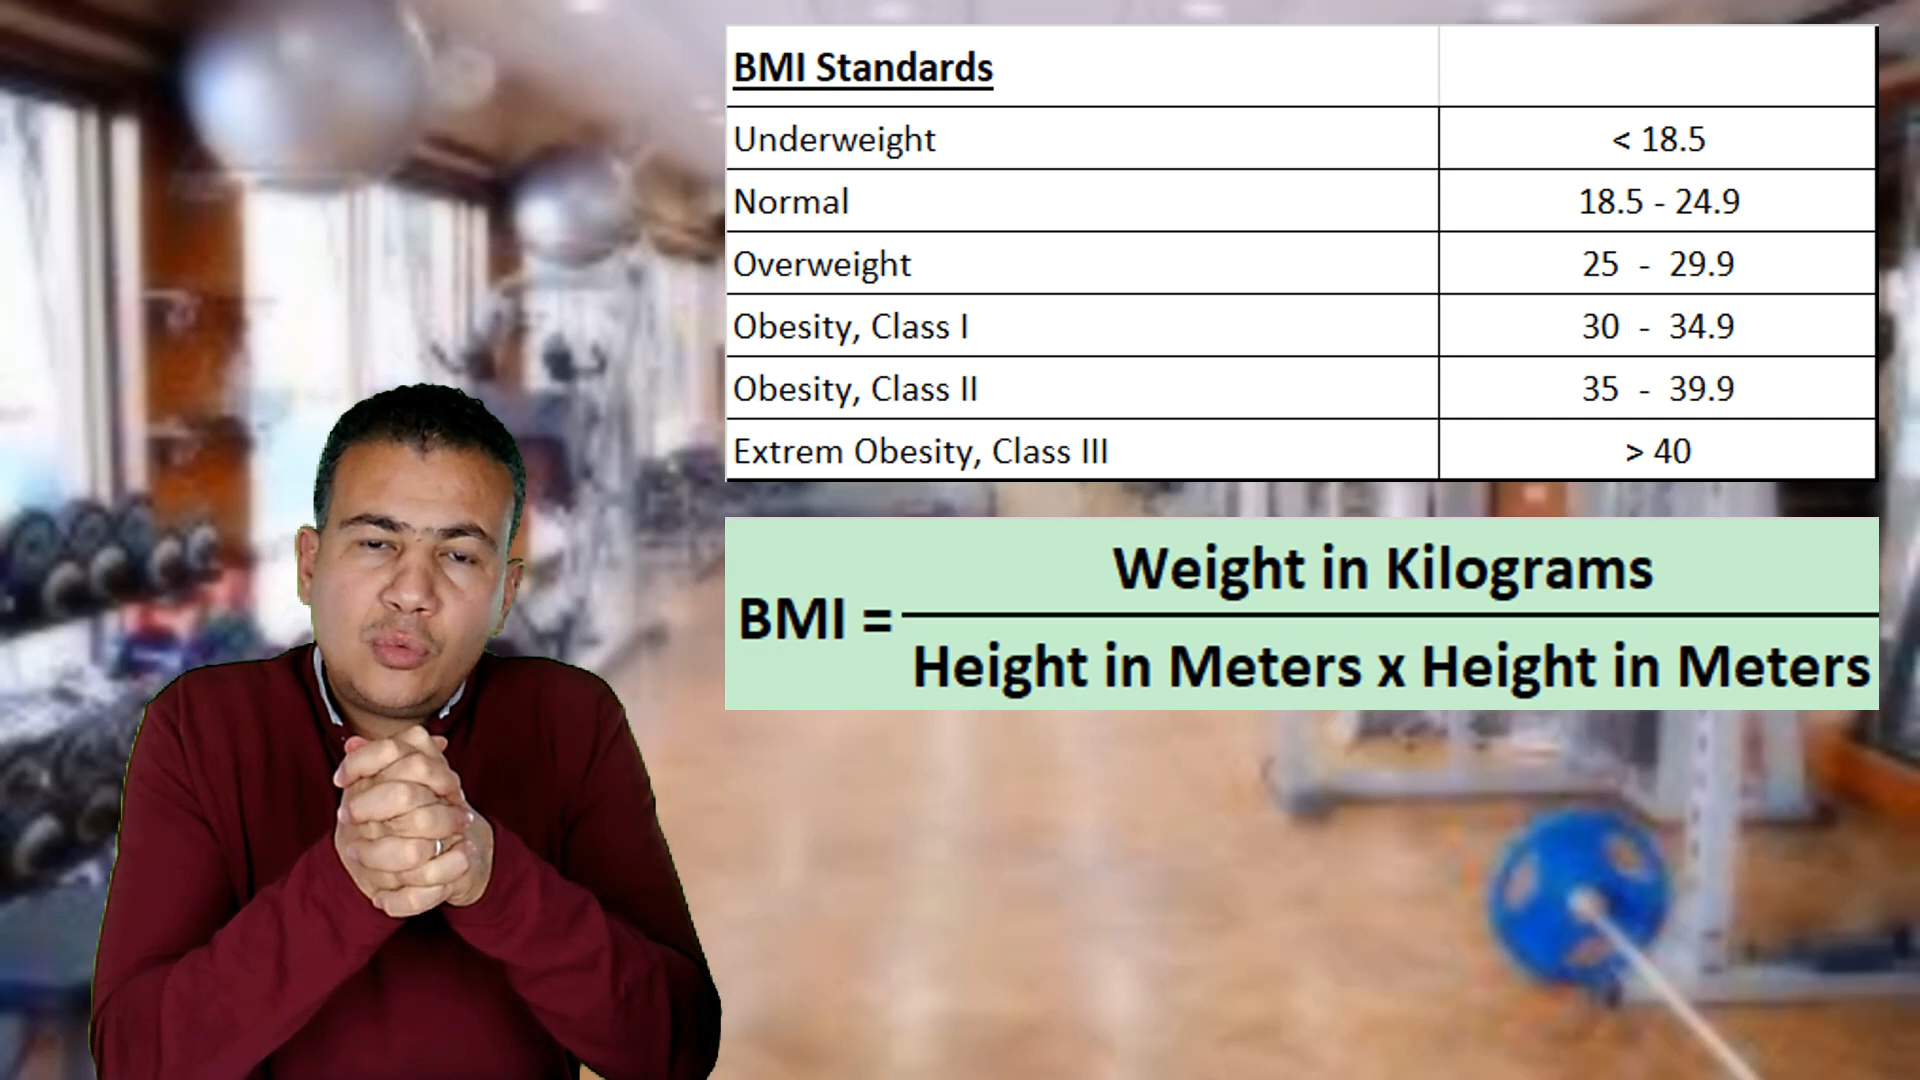 BMI Standards
Underweight < 18.5
Normal 18.5 - 24.9
Overweight 25 - 29.9
Obesity, Class I 30 - 34.9
Obesity, Class II 35 - 39.9
Extrem Obesity, Class III > 40
Weight in Kilograms
BMI =
Height in Meters x Height in Meters